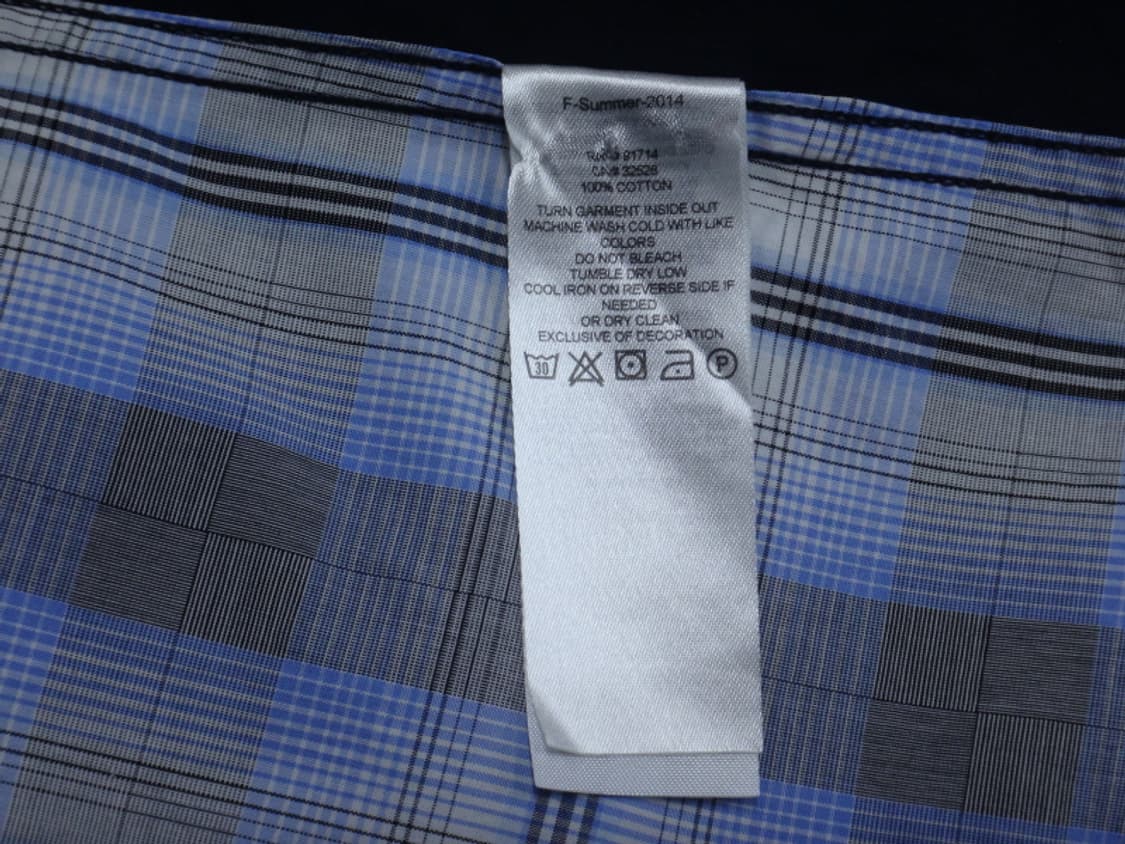 F-Summer-2014
RN# 91714
CA# 32528
100% COTTON
TURN GARMENT INSIDE OUT
MACHINE WASH COLD WITH LIKE
COLORS
DO NOT BLEACH
TUMBLE DRY LOW
COOL IRON ON REVERSE SIDE IF
NEEDED
OR DRY CLEAN
EXCLUSIVE OF DECORATION
30 P